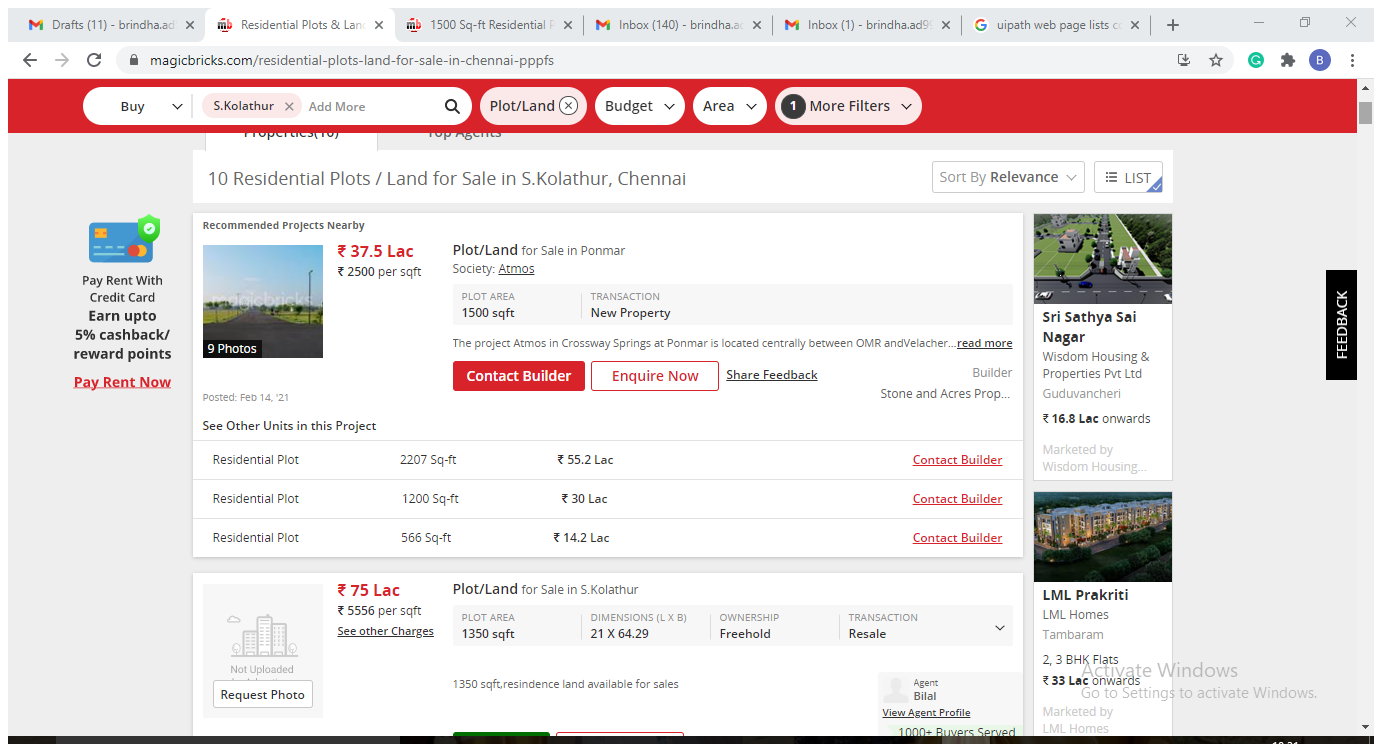 Drafts (11) - brindha.ad
Residential Plots & Lanc
1500 Sq-ft Residential P
Inbox (140) - brindha.ac
Inbox (1) - brindha.ad99
uipath web page lists co
magicbricks.com/residential-plots-land-for-sale-in-chennai-pppfs
B
Buy
S.Kolathur
Add More
Plot/Land
Budget
Area
1 More Filters
Properties(10)
Top Agents
10 Residential Plots / Land for Sale in S.Kolathur, Chennai
Sort By Relevance
LIST
Pay Rent With
Credit Card
Earn upto
5% cashback/
reward points
Pay Rent Now
Recommended Projects Nearby
magicbricks
9 Photos
Posted: Feb 14, '21
₹ 37.5 Lac
₹ 2500 per sqft
Plot/Land for Sale in Ponmar
Society: Atmos
PLOT AREA
1500 sqft
TRANSACTION
New Property
The project Atmos in Crossway Springs at Ponmar is located centrally between OMR andVelacher...read more
Contact Builder
Enquire Now
Share Feedback
Builder
Stone and Acres Prop...
See Other Units in this Project
Residential Plot 2207 Sq-ft ₹ 55.2 Lac Contact Builder
Residential Plot 1200 Sq-ft ₹ 30 Lac Contact Builder
Residential Plot 566 Sq-ft ₹ 14.2 Lac Contact Builder
Not Uploaded
Request Photo
₹ 75 Lac
₹ 5556 per sqft
See other Charges
Plot/Land for Sale in S.Kolathur
PLOT AREA
1350 sqft
DIMENSIONS (L X B)
21 X 64.29
OWNERSHIP
Freehold
TRANSACTION
Resale
1350 sqft,resindence land available for sales
Agent
Bilal
View Agent Profile
1000+ Buyers Served
Sri Sathya Sai
Nagar
Wisdom Housing &
Properties Pvt Ltd
Guduvancheri
₹ 16.8 Lac onwards
Marketed by
Wisdom Housing...
LML Prakriti
LML Homes
Tambaram
2, 3 BHK Flats
₹ 33 Lac onwards
Marketed by
LML Homes
FEEDBACK
Activate Windows
Go to Settings to activate Windows.